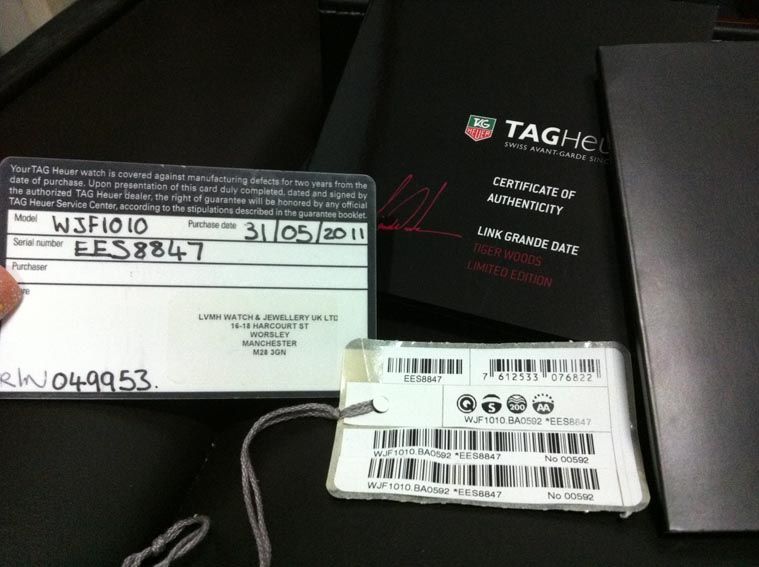 TAG
HEUER
TAGHeu
SWISS AVANT-GARDE SINC
CERTIFICATE OF
AUTHENTICITY
LINK GRANDE DATE
TIGER WOODS
LIMITED EDITION
Your TAG Heuer watch is covered against manufacturing defects for two years from the
date of purchase. Upon presentation of this card duly completed, dated and signed by
the authorized TAG Heuer dealer, the right of guarantee will be honored by any official
TAG Heuer Service Center, according to the stipulations described in the guarantee booklet.
Model WJF1010 Purchase date 31/05/2011
Serial number EES8847
Purchaser
LVMH WATCH & JEWELLERY UK LTD
16-18 HARCOURT ST
WORSLEY
MANCHESTER
M28 3GN
RIN 049953.
EES8847
7 612533 076822
Q S 200 AA
WJF1010.BA0592 *EES8847
WJF1010.BA0592 *EES8847 No 00592
WJF1010.BA0592 *EES8847 No 00592